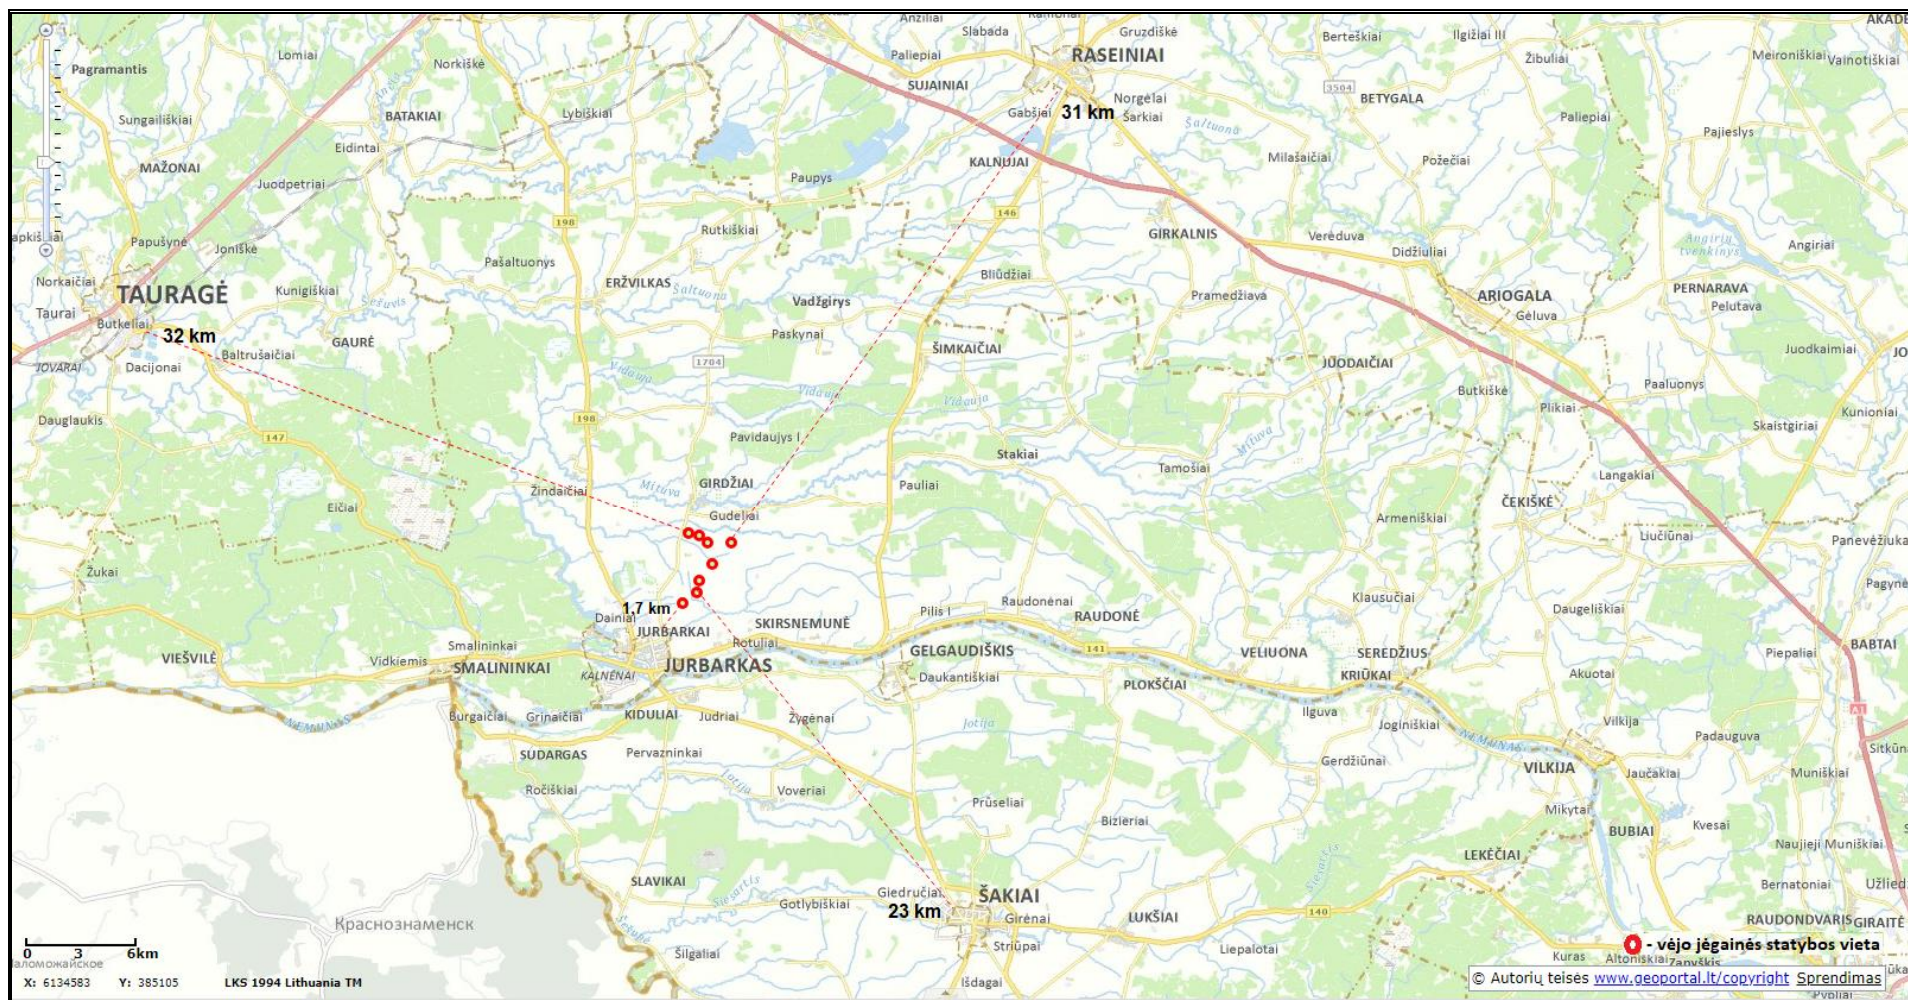 Anžiliai
Slabada
Gruzdiškė
Berteškiai
Ilgižiai III
Lomiai
Norkiškė
Paliepiai
RASEINIAI
Žibuliai
Meironiškiai
Vainotiškiai
Pagramantis
SUJAINIAI
3504
BETYGALA
Sungailiškiai
BATAKIAI
Lybiškiai
Gabšiai
31 km
Norgėlai
Šarkiai
Šaltuona
Paliepiai
Pajieslys
Eidintai
MAŽONAI
Juodpetriai
Paupys
KALNUJAI
Milašaičiai
Požečiai
Papušynė
Joniškė
198
Rutkiškiai
146
GIRKALNIS
Verėduva
Didžiuliai
Angirių
tvenkinys
Angiriai
Norkaičiai
TAURAGĖ
Kunigiškiai
Šešuvis
Pašaltuonys
ERŽVILKAS
Šaltuona
Vadžgirys
Bliūdžiai
Pramedžiava
ARIOGALA
Gėluva
PERNARAVA
Pelutava
Taurai
Butkeliai
32 km
Baltrušaičiai
GAURĖ
Paskynai
ŠIMKAIČIAI
JUODAIČIAI
Juodkaimiai
JOVARAI
Dacijonai
1704
Vidauja
Vidauja
Vidauja
Butkiškė
Paaluonys
Dauglaukis
147
198
Pavidaujys I
Plikiai
Kunioniai
Skaistgiriai
Stakiai
Mituva
Tamošiai
Langakiai
Žindaičiai
Mituva
GIRDŽIAI
Pauliai
ČEKIŠKĖ
Eičiai
Gudeliai
Armeniškiai
Liučiūnai
Panevėžiuka
Žukai
Pagynė
1,7 km
Dainiai
JURBARKAI
SKIRSNEMUNĖ
Pilis I
Raudonėnai
RAUDONĖ
Klausučiai
Daugėliškiai
VIEŠVILĖ
Vidkiemis
Smalininkai
SMALININKAI
KALNĖNAI
JURBARKAS
Rotuliai
GELGAUDIŠKIS
141
VELIUONA
SEREDŽIUS
KRIŪKAI
Piepaliai
BABTAI
Akuotai
Daukantiškiai
PLOKŠČIAI
NEMUNAS
Burgaičiai
Grinaičiai
KIDULIAI
Judriai
Žygėnai
Jotija
Ilguva
Joginiškiai
NEMUNAS
Vilkija
A1
Padauguva
SUDARGAS
Pervazninkai
Gerdžiūnai
VILKIJA
Jaučakiai
Muniškiai
Ročiškiai
Voveriai
Prūseliai
Bizieriai
Mikytai
BUBIAI
Kvesai
Naujieji Muniškiai
SLAVIKAI
Siesartis
Gotlybiškiai
Giedručiai
ŠAKIAI
Siesartis
LEKĖČIAI
Bernatoniai
Краснознаменск
23 km
Girėnai
LUKŠIAI
140
RAUDONDVARIS
GIRAITĖ
Šešupė
Šilgaliai
Striūpai
Liepalotai
- vėjo jėgainės statybos vieta
0 3 6km
Kuras
Altoniškiai
Išdagai
X: 6134583 Y: 385105 LKS 1994 Lithuania TM
© Autorių teisės www.geoportal.lt/copyright Sprendimas